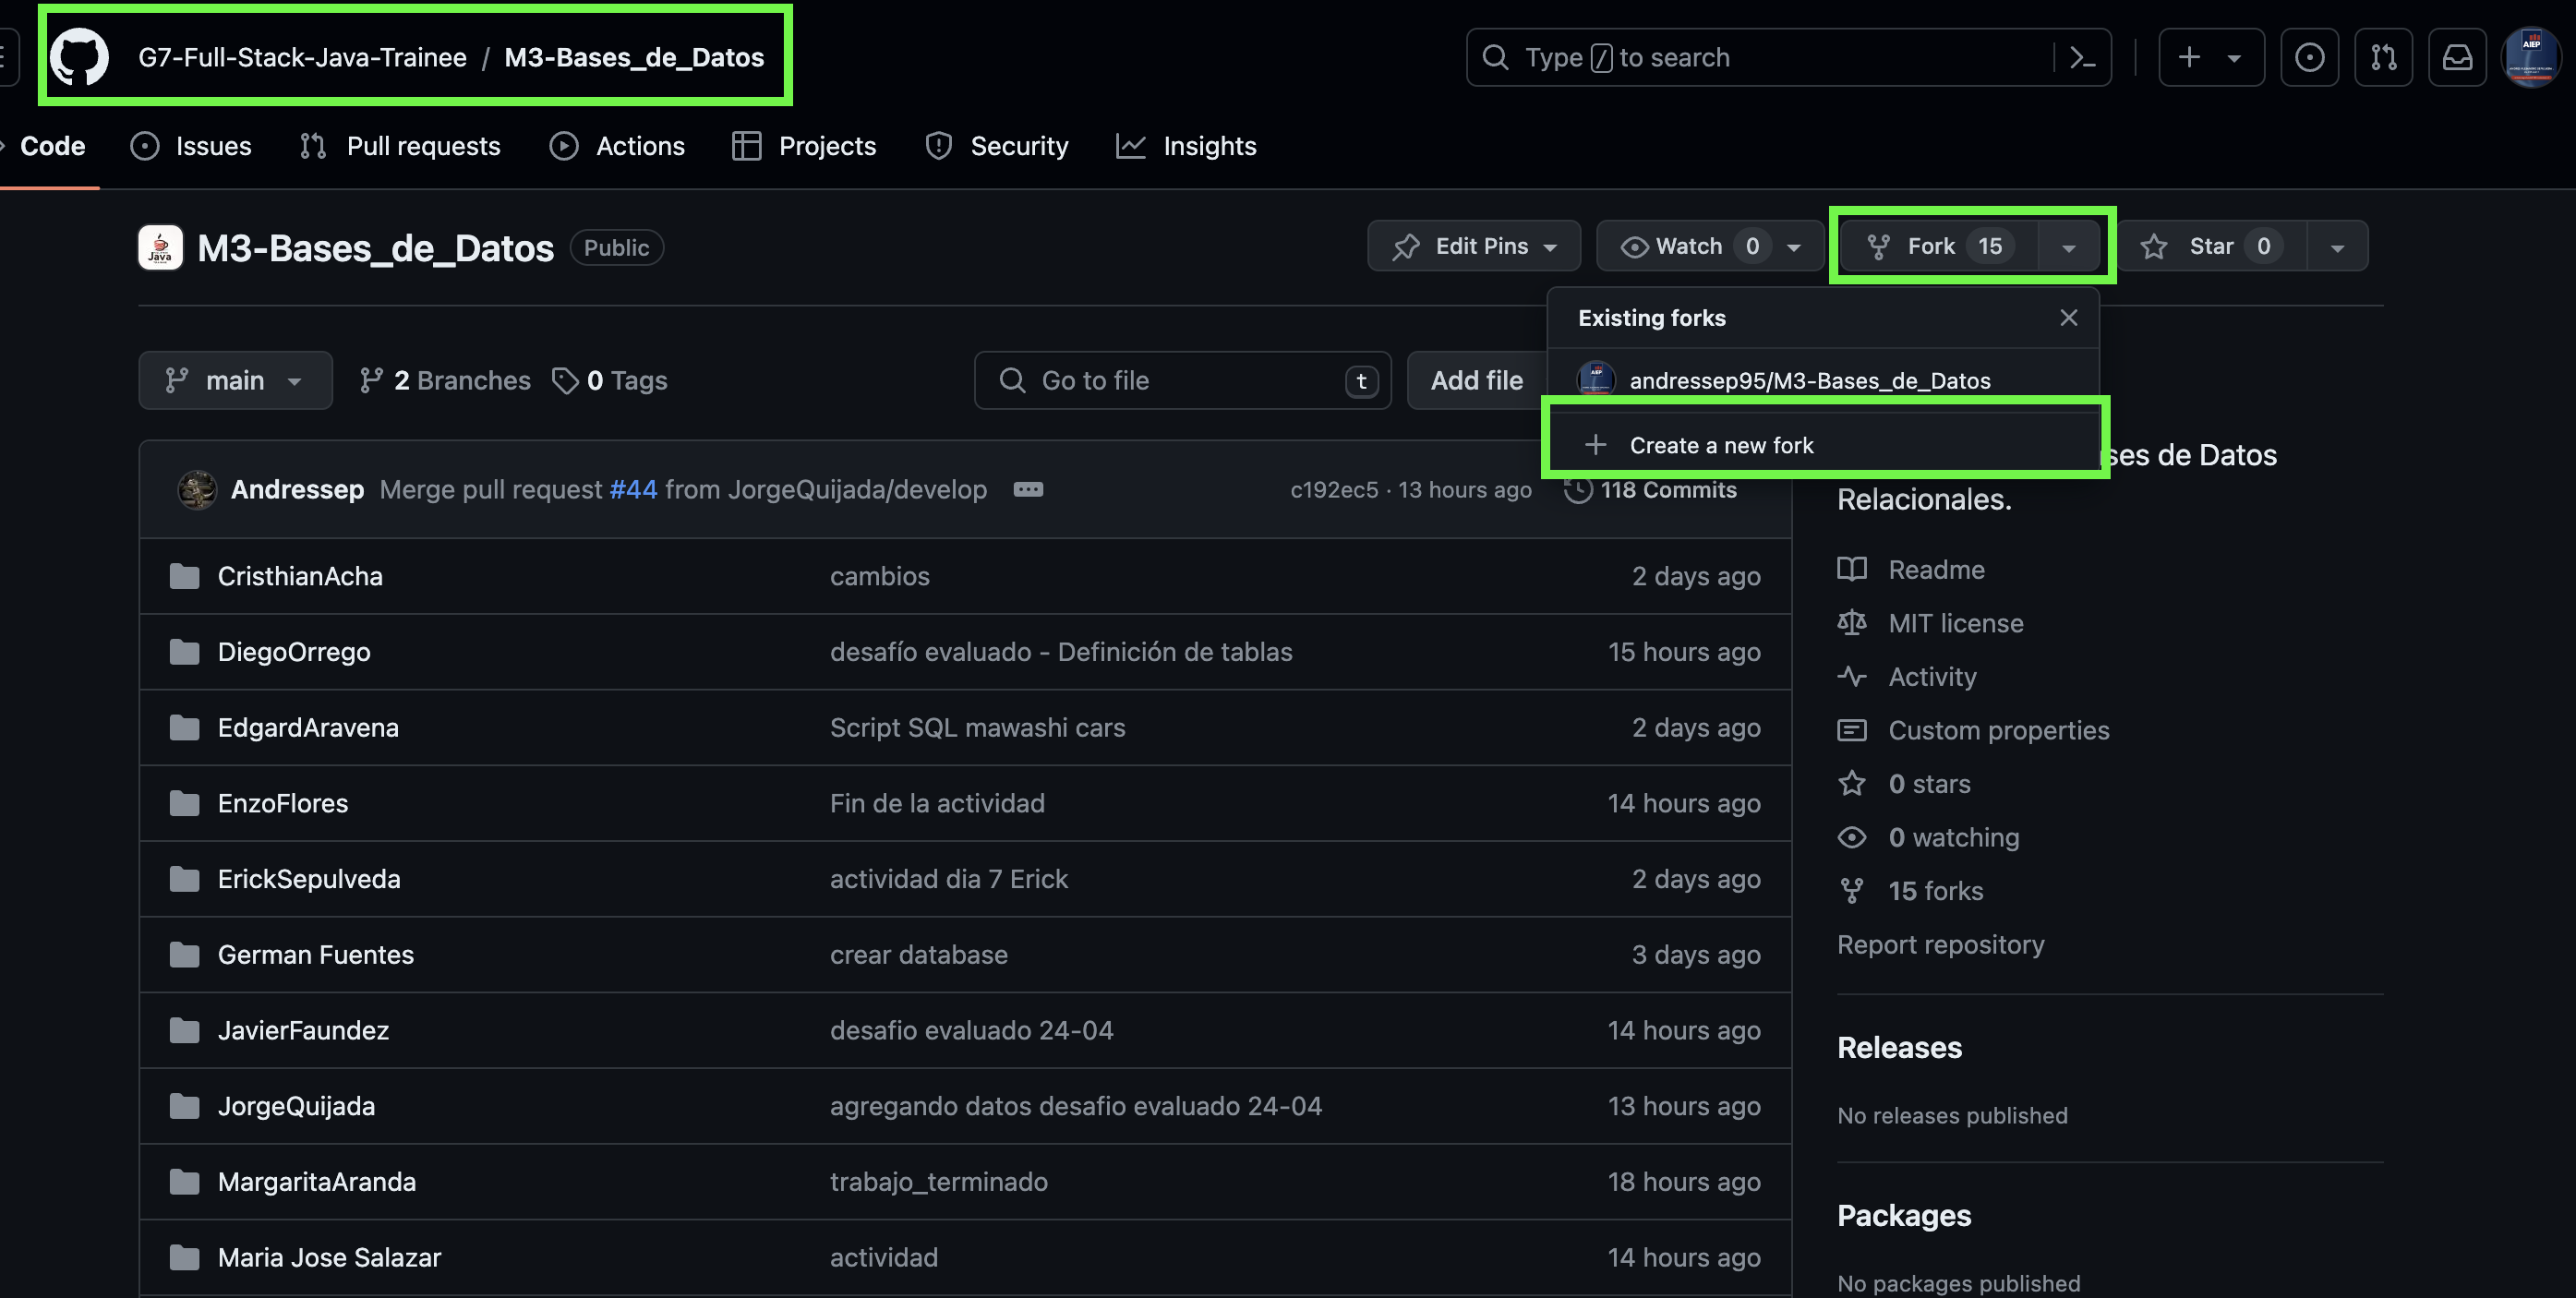 G7-Full-Stack-Java-Trainee / M3-Bases_de_Datos
Type / to search
Code Issues Pull requests Actions Projects Security Insights
Java
M3-Bases_de_Datos Public
Edit Pins Watch 0 Fork 15 Star 0
Existing forks
main 2 Branches 0 Tags Go to file t Add file
AIEP
andressep95/M3-Bases_de_Datos
Create a new fork
ses de Datos
Relacionales.
Andressep Merge pull request #44 from JorgeQuijada/develop c192ec5 · 13 hours ago 118 Commits
CristhianAcha cambios 2 days ago
DiegoOrrego desafío evaluado - Definición de tablas 15 hours ago
EdgardAravena Script SQL mawashi cars 2 days ago
EnzoFlores Fin de la actividad 14 hours ago
ErickSepulveda actividad dia 7 Erick 2 days ago
German Fuentes crear database 3 days ago
JavierFaundez desafio evaluado 24-04 14 hours ago
JorgeQuijada agregando datos desafio evaluado 24-04 13 hours ago
MargaritaAranda trabajo_terminado 18 hours ago
Maria Jose Salazar actividad 14 hours ago
Readme
MIT license
Activity
Custom properties
0 stars
0 watching
15 forks
Report repository
Releases
No releases published
Packages
No packages published